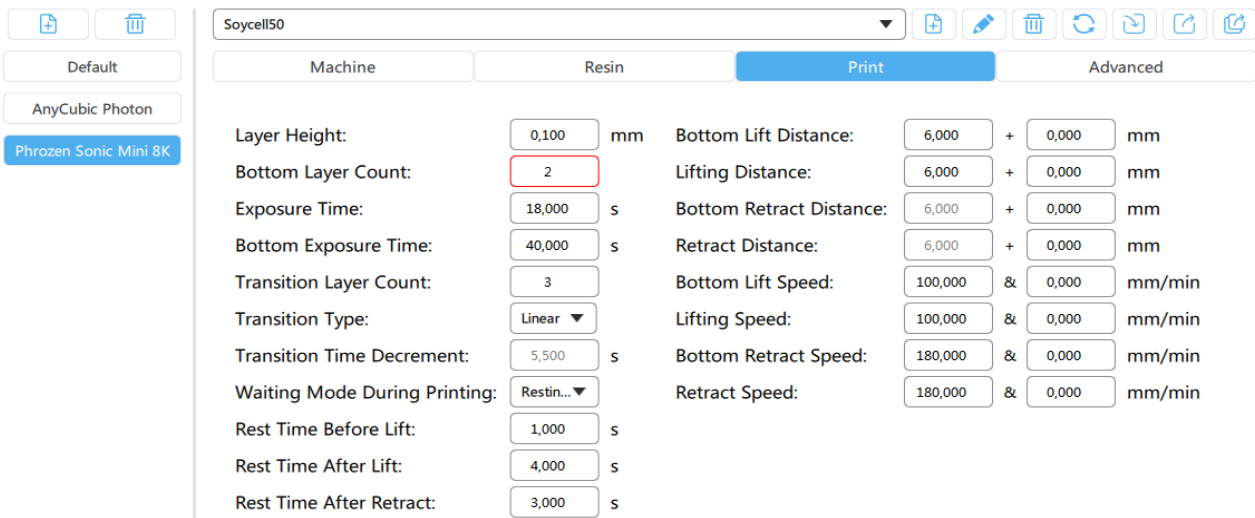 Soycell50
Default
AnyCubic Photon
Phrozen Sonic Mini 8K
Machine Resin Print Advanced
Layer Height: 0,100 mm
Bottom Layer Count: 2
Exposure Time: 18,000 s
Bottom Exposure Time: 40,000 s
Transition Layer Count: 3
Transition Type: Linear
Transition Time Decrement: 5,500 s
Waiting Mode During Printing: Restin...
Rest Time Before Lift: 1,000 s
Rest Time After Lift: 4,000 s
Rest Time After Retract: 3,000 s
Bottom Lift Distance: 6,000 + 0,000 mm
Lifting Distance: 6,000 + 0,000 mm
Bottom Retract Distance: 6,000 + 0,000 mm
Retract Distance: 6,000 + 0,000 mm
Bottom Lift Speed: 100,000 & 0,000 mm/min
Lifting Speed: 100,000 & 0,000 mm/min
Bottom Retract Speed: 180,000 & 0,000 mm/min
Retract Speed: 180,000 & 0,000 mm/min